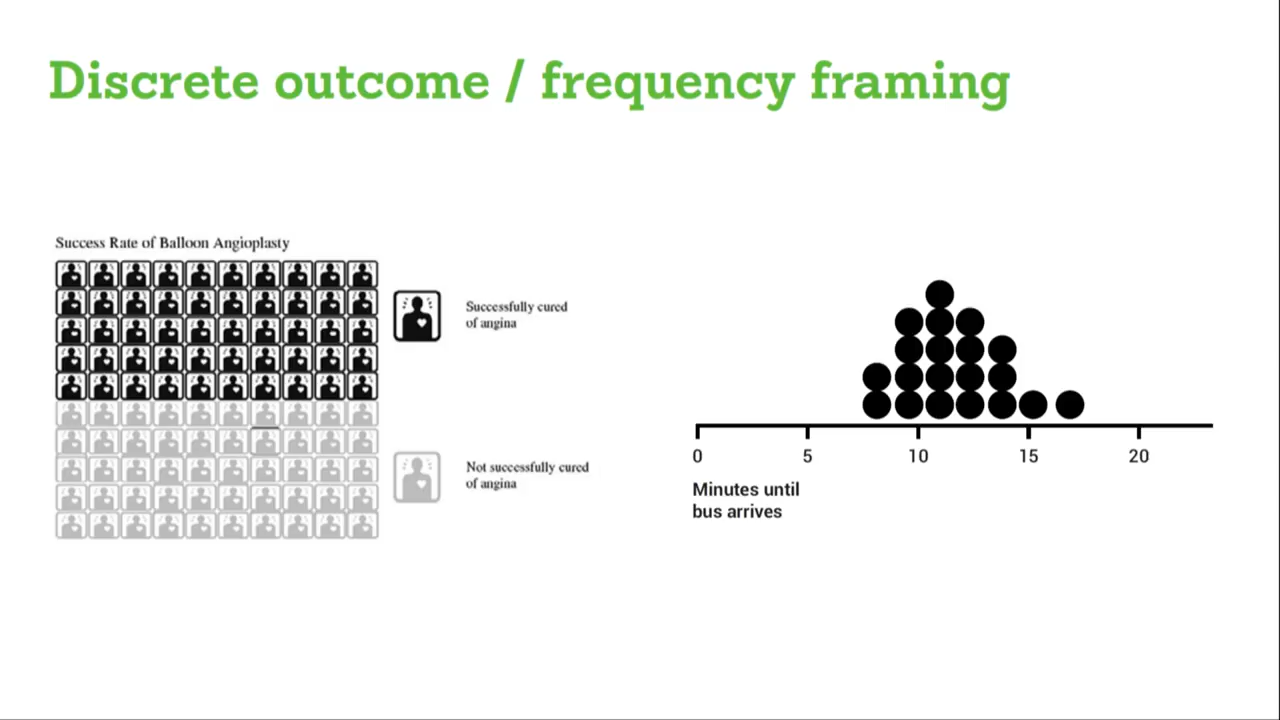 Discrete outcome / frequency framing
Success Rate of Balloon Angioplasty
Successfully cured
of angina
Not successfully cured
of angina
0 5 10 15 20
Minutes until
bus arrives